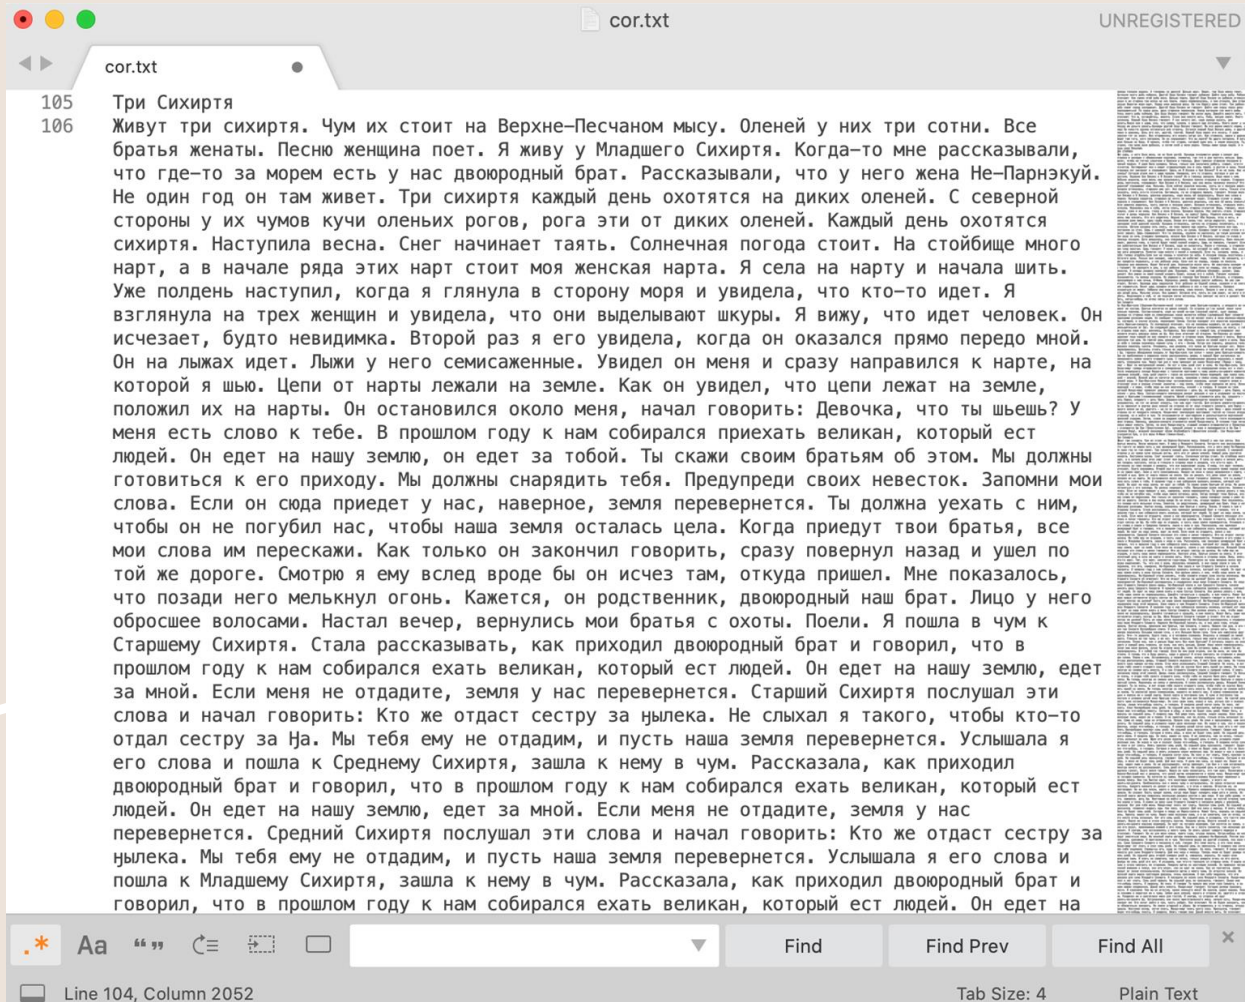 cor.txt
UNREGISTERED
cor.txt
105 Три Сихиртя
106 Живут три сихиртя. Чум их стоит на Верхне-Песчаном мысу. Оленей у них три сотни. Все
братья женаты. Песню женщина поет. Я живу у Младшего Сихиртя. Когда-то мне рассказывали,
что где-то за морем есть у нас двоюродный брат. Рассказывали, что у него жена Не-Парнэкуй.
Не один год он там живет. Три сихиртя каждый день охотятся на диких оленей. С северной
стороны у их чумов кучи оленьих рогов, рога эти от диких оленей. Каждый день охотятся
сихиртя. Наступила весна. Снег начинает таять. Солнечная погода стоит. На стойбище много
нарт, а в начале ряда этих нарт стоит моя женская нарта. Я села на нарту и начала шить.
Уже полдень наступил, когда я глянула в сторону моря и увидела, что кто-то идет. Я
взглянула на трех женщин и увидела, что они выделывают шкуры. Я вижу, что идет человек. Он
исчезает, будто невидимка. Второй раз я его увидела, когда он оказался прямо передо мной.
Он на лыжах идет. Лыжи у него семисаженные. Увидел он меня и сразу направился к нарте, на
которой я шью. Цепи от нарты лежали на земле. Как он увидел, что цепи лежат на земле,
положил их на нарты. Он остановился около меня, начал говорить: Девочка, что ты шьешь? У
меня есть слово к тебе. В прошлом году к нам собирался приехать великан, который ест
людей. Он едет на нашу землю, он едет за тобой. Ты скажи своим братьям об этом. Мы должны
готовиться к его приходу. Мы должны снарядить тебя. Предупреди своих невесток. Запомни мои
слова. Если он сюда приедет у нас, наверное, земля перевернется. Ты должна уехать с ним,
чтобы он не погубил нас, чтобы наша земля осталась цела. Когда приедут твои братья, все
мои слова им перескажи. Как только он закончил говорить, сразу повернул назад и ушел по
той же дороге. Смотрю я ему вслед вроде бы он исчез там, откуда пришел. Мне показалось,
что позади него мелькнул огонь. Кажется, он родственник, двоюродный наш брат. Лицо у него
обросшее волосами. Настал вечер, вернулись мои братья с охоты. Поели. Я пошла в чум к
Старшему Сихиртя. Стала рассказывать, как приходил двоюродный брат и говорил, что в
прошлом году к нам собирался ехать великан, который ест людей. Он едет на нашу землю, едет
за мной. Если меня не отдадите, земля у нас перевернется. Старший Сихиртя послушал эти
слова и начал говорить: Кто же отдаст сестру за ӈылека. Не слыхал я такого, чтобы кто-то
отдал сестру за Ӈа. Мы тебя ему не отдадим, и пусть наша земля перевернется. Услышала я
его слова и пошла к Среднему Сихиртя, зашла к нему в чум. Рассказала, как приходил
двоюродный брат и говорил, что в прошлом году к нам собирался ехать великан, который ест
людей. Он едет на нашу землю, едет за мной. Если меня не отдадите, земля у нас
перевернется. Средний Сихиртя послушал эти слова и начал говорить: Кто же отдаст сестру за
ӈылека. Мы тебя ему не отдадим, и пусть наша земля перевернется. Услышала я его слова и
пошла к Младшему Сихиртя, зашла к нему в чум. Рассказала, как приходил двоюродный брат и
говорил, что в прошлом году к нам собирался ехать великан, который ест людей. Он едет на
.* Aa “” Find Find Prev Find All
Line 104, Column 2052 Tab Size: 4 Plain Text